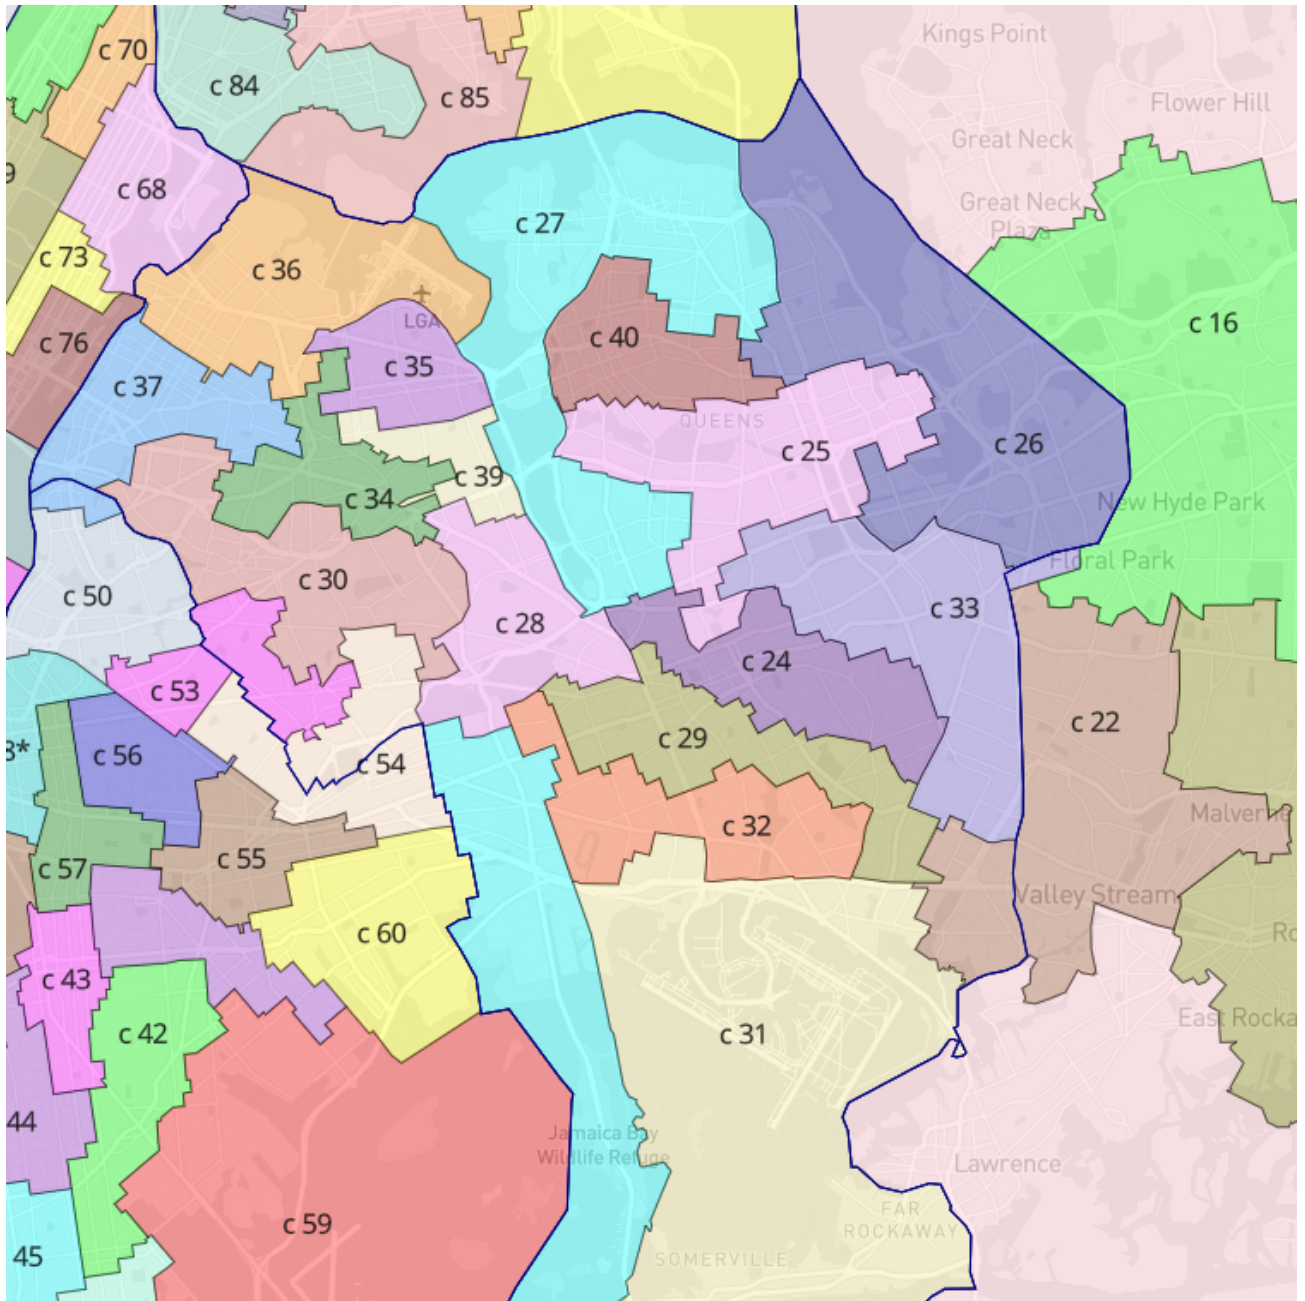 Kings Point
c 70
c 84
c 85
Flower Hill
Great Neck
9
c 68
Great Neck
Plaza
c 27
c 73
c 36
LGA
c 16
c 40
c 76
c 35
c 37
QUEENS
c 26
c 25
c 39
c 34
New Hyde Park
Floral Park
c 30
c 50
c 33
c 28
c 24
c 53
c 22
c 29
8*
c 56
c 54
Malverne
c 32
c 55
c 57
Valley Stream
c 60
Ro
c 43
East Rocka
c 42
c 31
44
Jamaica Bay
Wildlife Refuge
Lawrence
FAR
ROCKAWAY
c 59
45
SOMERVILLE